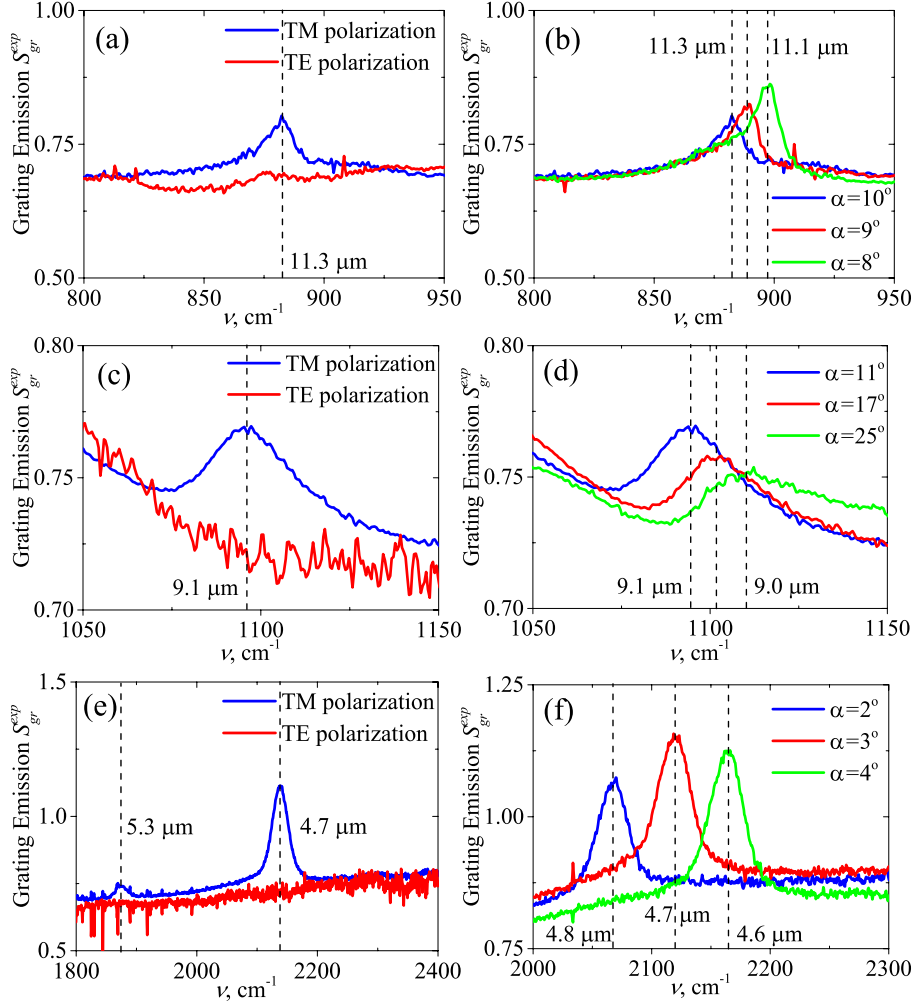 (a)
TM polarization
TE polarization
Grating Emission S_gr^exp
1.00
0.75
0.50
11.3 μm
800 850 900 950
ν, cm⁻¹
(b)
11.3 μm
11.1 μm
Grating Emission S_gr^exp
1.00
0.75
0.50
α=10°
α=9°
α=8°
800 850 900 950
ν, cm⁻¹
(c)
TM polarization
TE polarization
Grating Emission S_gr^exp
0.80
0.75
0.70
9.1 μm
1050 1100 1150
ν, cm⁻¹
(d)
α=11°
α=17°
α=25°
Grating Emission S_gr^exp
0.80
0.75
0.70
9.1 μm
9.0 μm
1050 1100 1150
ν, cm⁻¹
(e)
TM polarization
TE polarization
Grating Emission S_gr^exp
1.5
1.0
0.5
5.3 μm
4.7 μm
1800 2000 2200 2400
ν, cm⁻¹
(f)
α=2°
α=3°
α=4°
Grating Emission S_gr^exp
1.25
1.00
0.75
4.8 μm
4.7 μm
4.6 μm
2000 2100 2200 2300
ν, cm⁻¹